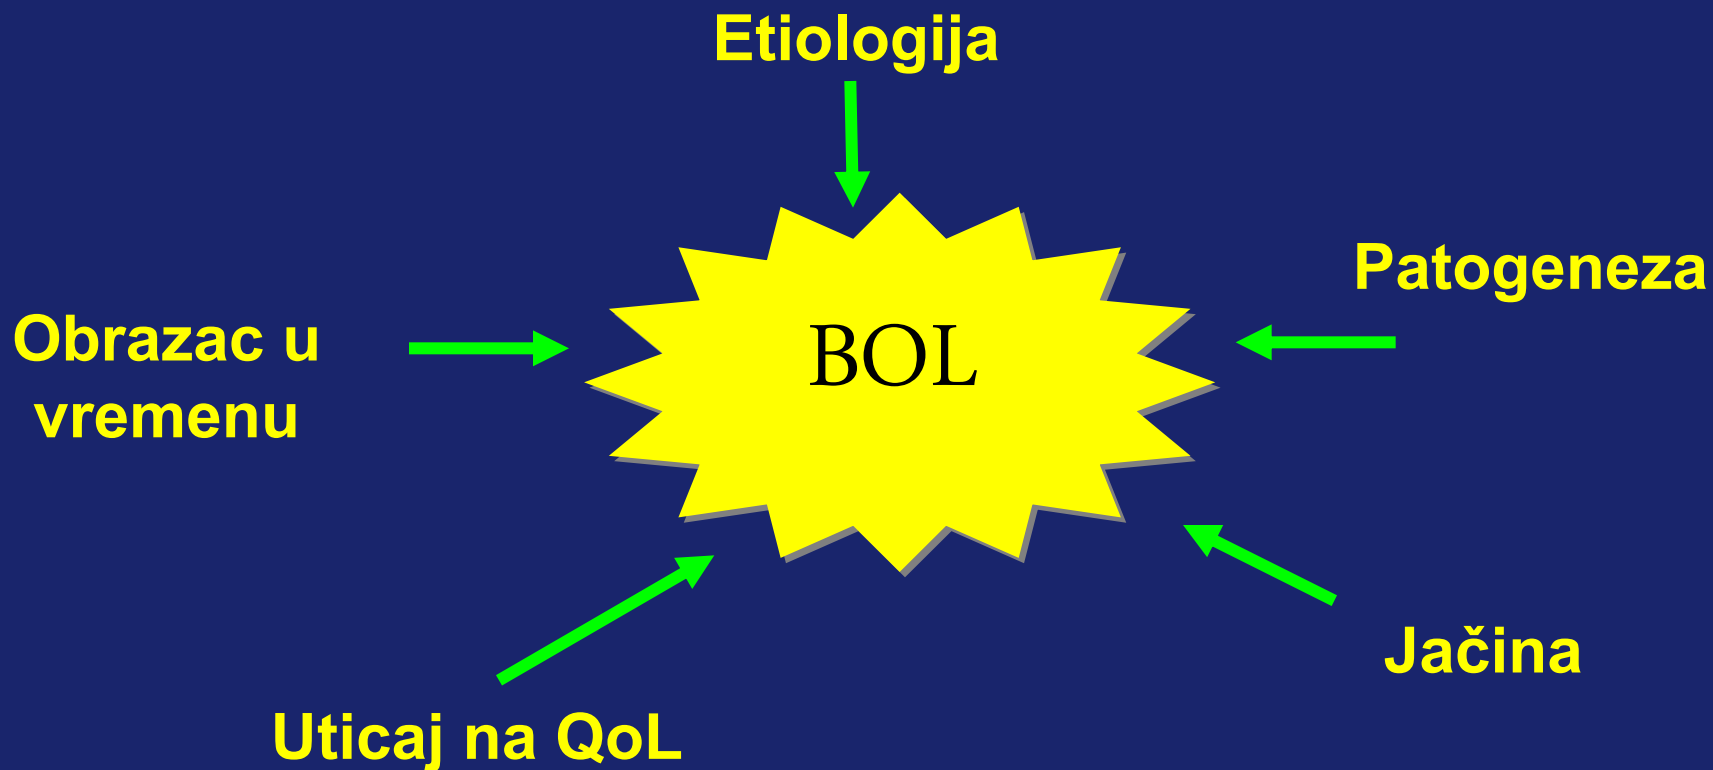 Etiologija
Patogeneza
Obrazac u
vremenu
BOL
Jačina
Uticaj na QoL